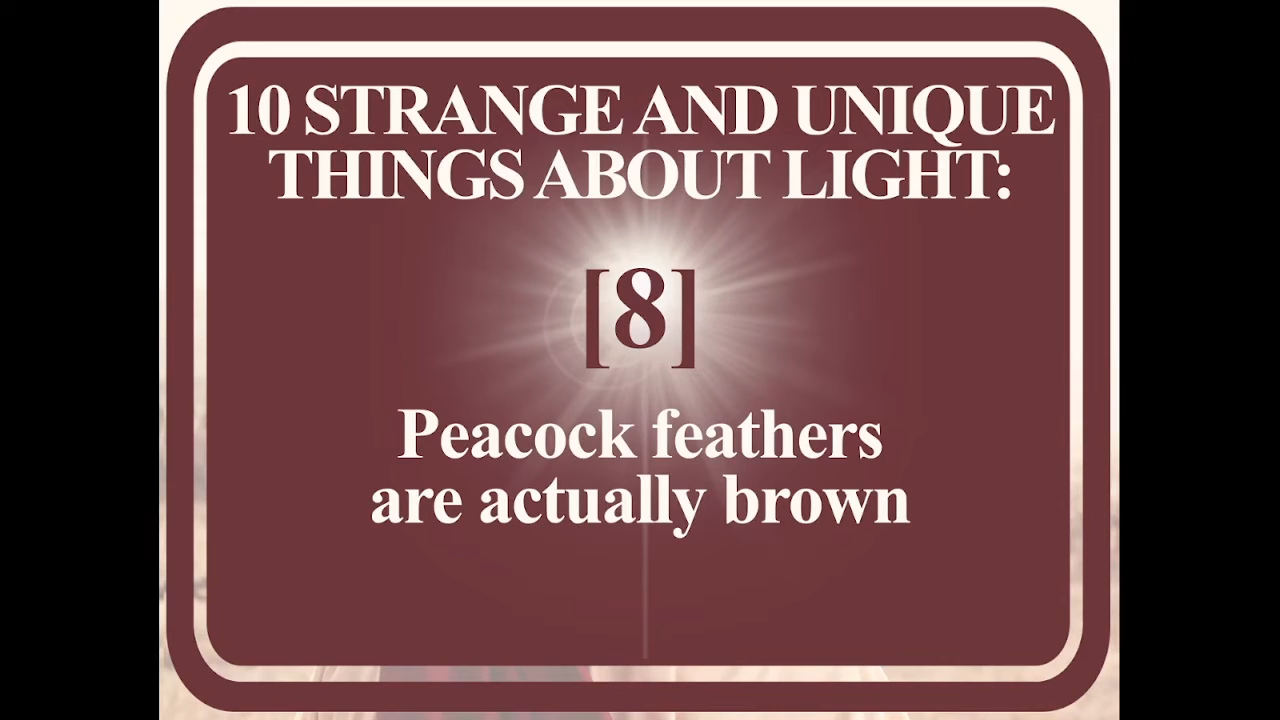 10 STRANGE AND UNIQUE
THINGS ABOUT LIGHT:
[8]
Peacock feathers
are actually brown